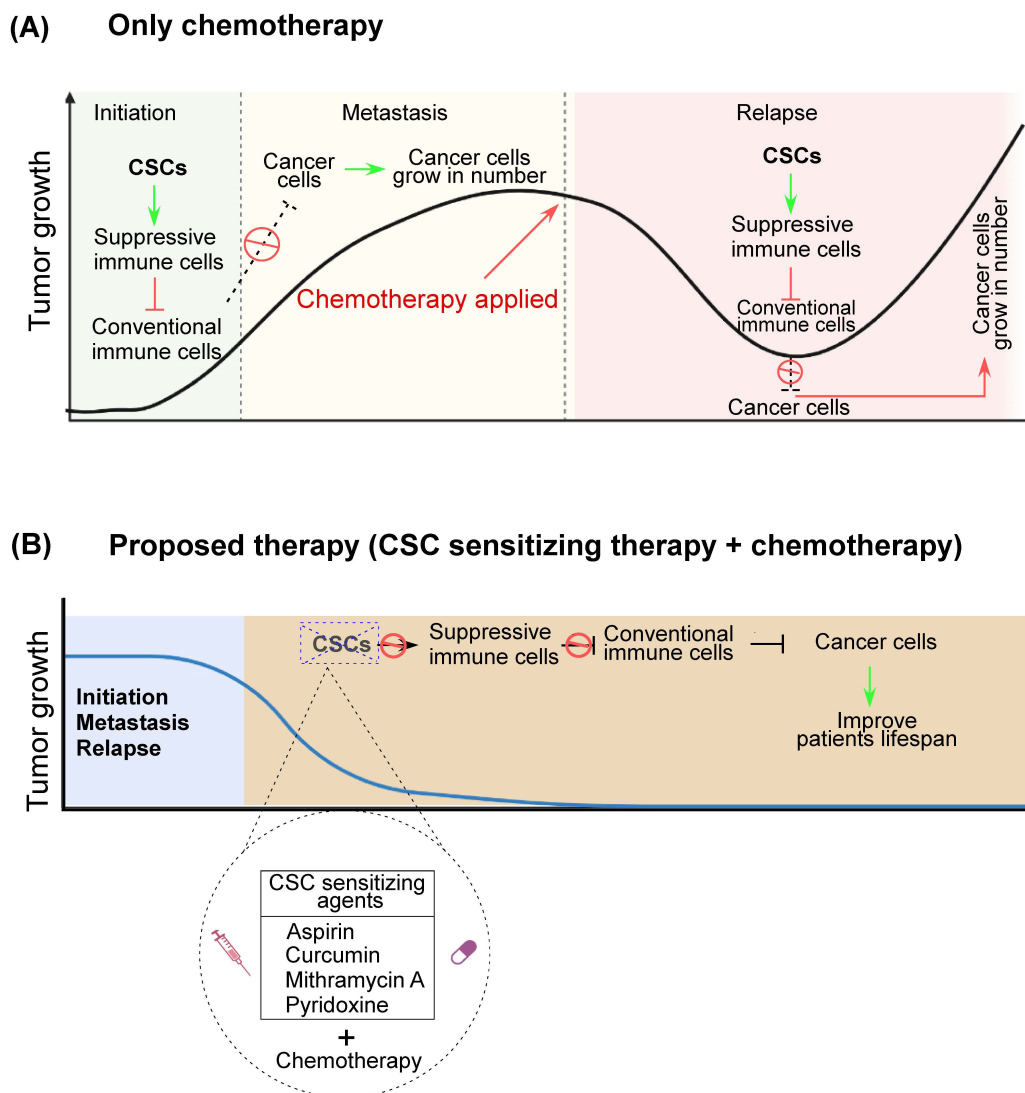 (A) Only chemotherapy
Tumor growth
Initiation
CSCs
Suppressive
immune cells
Conventional
immune cells
Metastasis
Cancer
cells
Cancer cells
grow in number
Chemotherapy applied
Relapse
CSCs
Suppressive
immune cells
Conventional
immune cells
Cancer cells
Cancer cells
grow in number
(B) Proposed therapy (CSC sensitizing therapy + chemotherapy)
Tumor growth
Initiation
Metastasis
Relapse
CSCs
Suppressive
immune cells
Conventional
immune cells
Cancer cells
Improve
patients lifespan
CSC sensitizing
agents
Aspirin
Curcumin
Mithramycin A
Pyridoxine
+
Chemotherapy